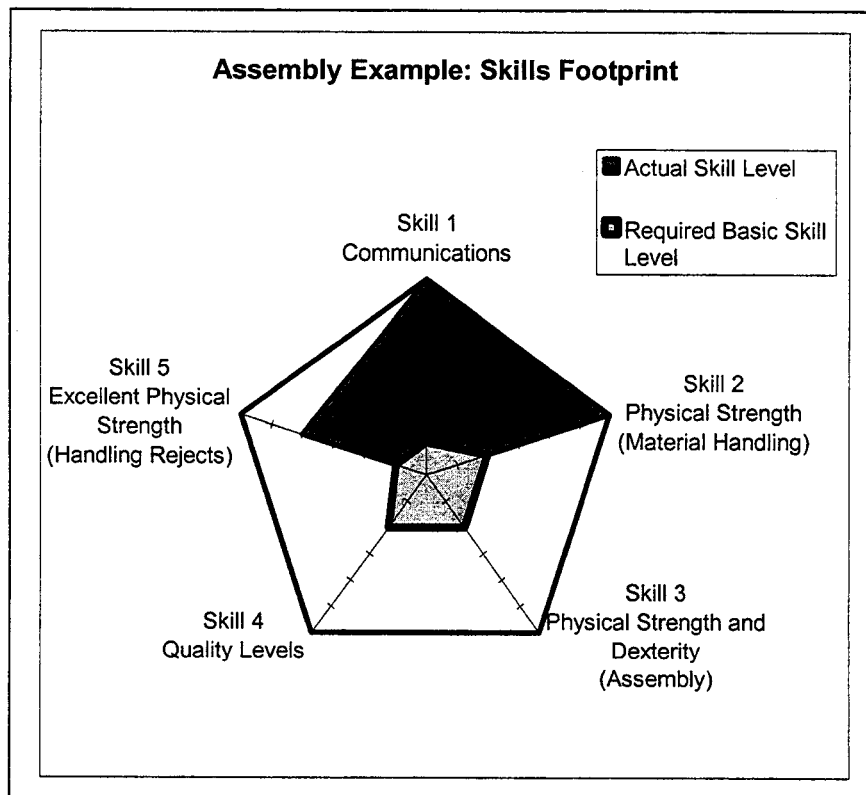 Assembly Example: Skills Footprint
Actual Skill Level
Required Basic Skill
Level
Skill 1
Communications
Skill 5
Excellent Physical
Strength
(Handling Rejects)
Skill 2
Physical Strength
(Material Handling)
Skill 4
Quality Levels
Skill 3
Physical Strength and
Dexterity
(Assembly)